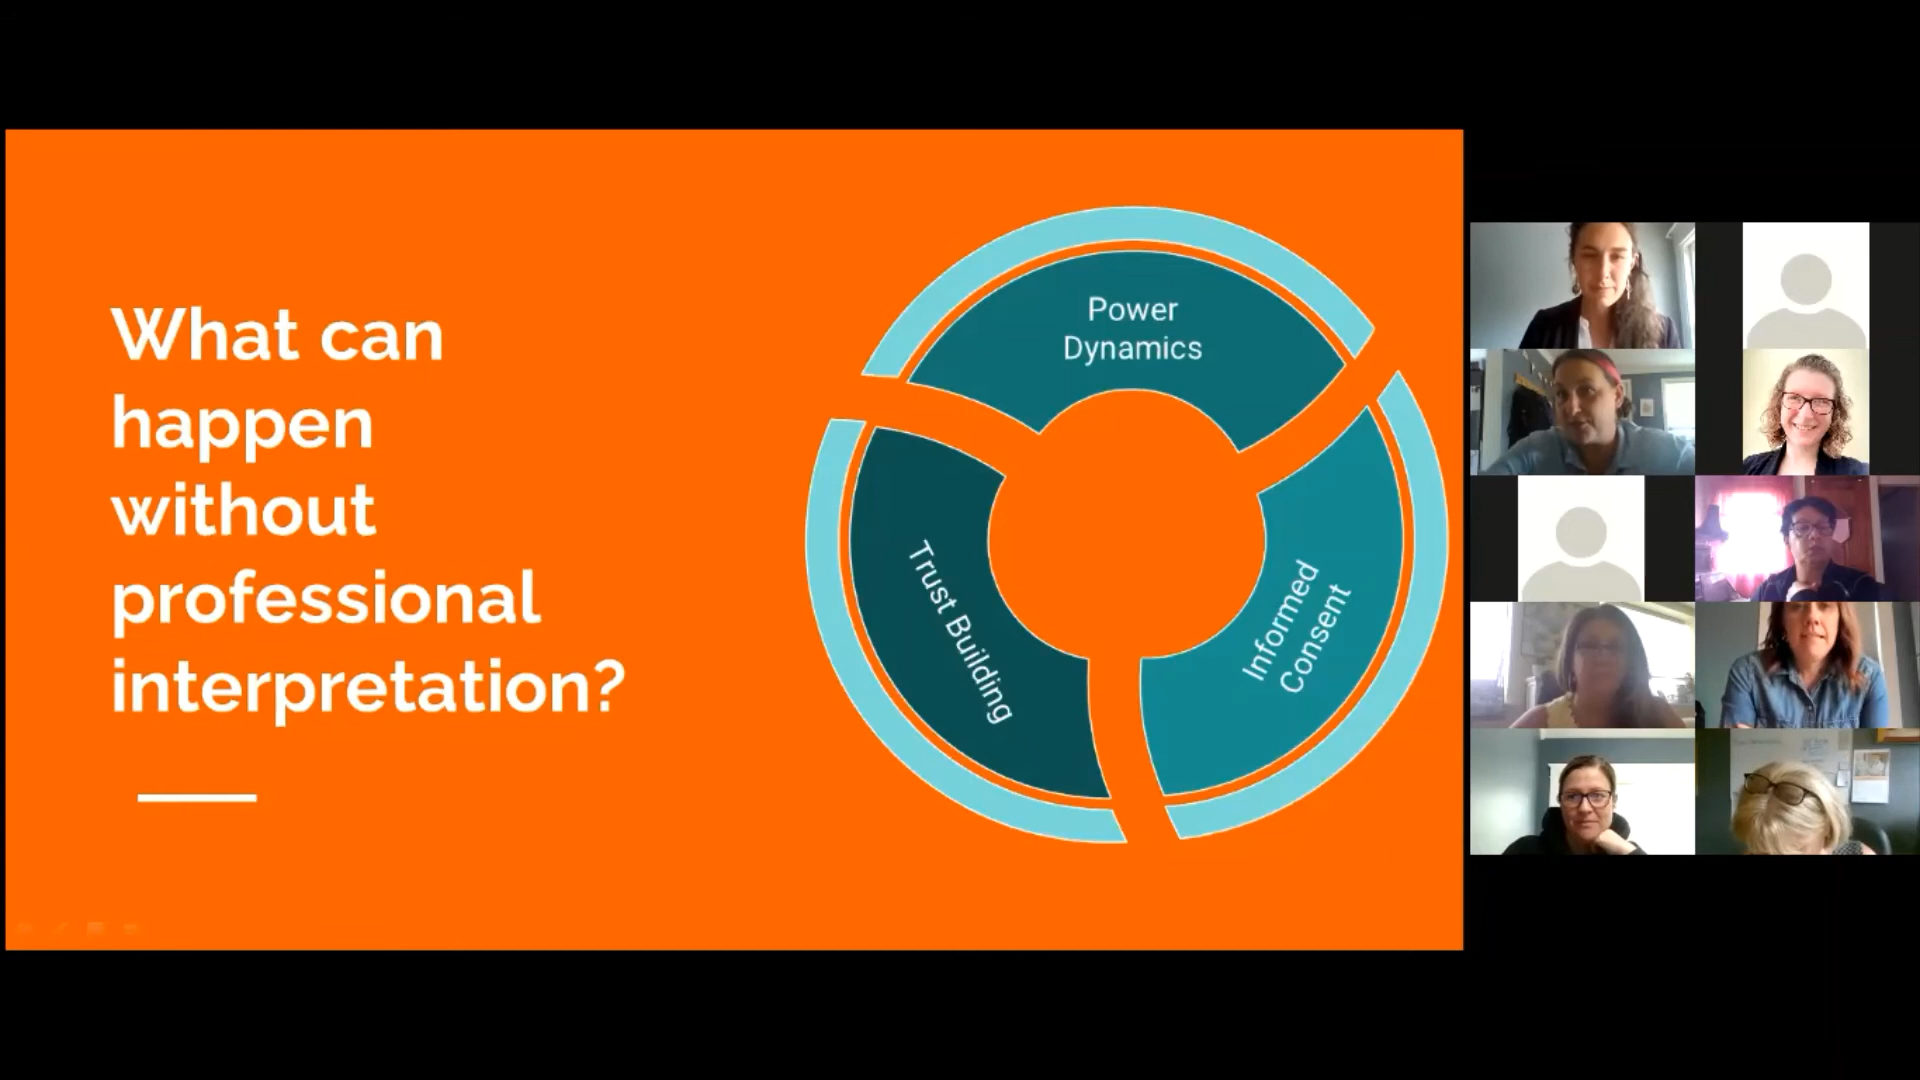 What can
happen
without
professional
interpretation?
Power
Dynamics
Informed
Consent
Trust Building